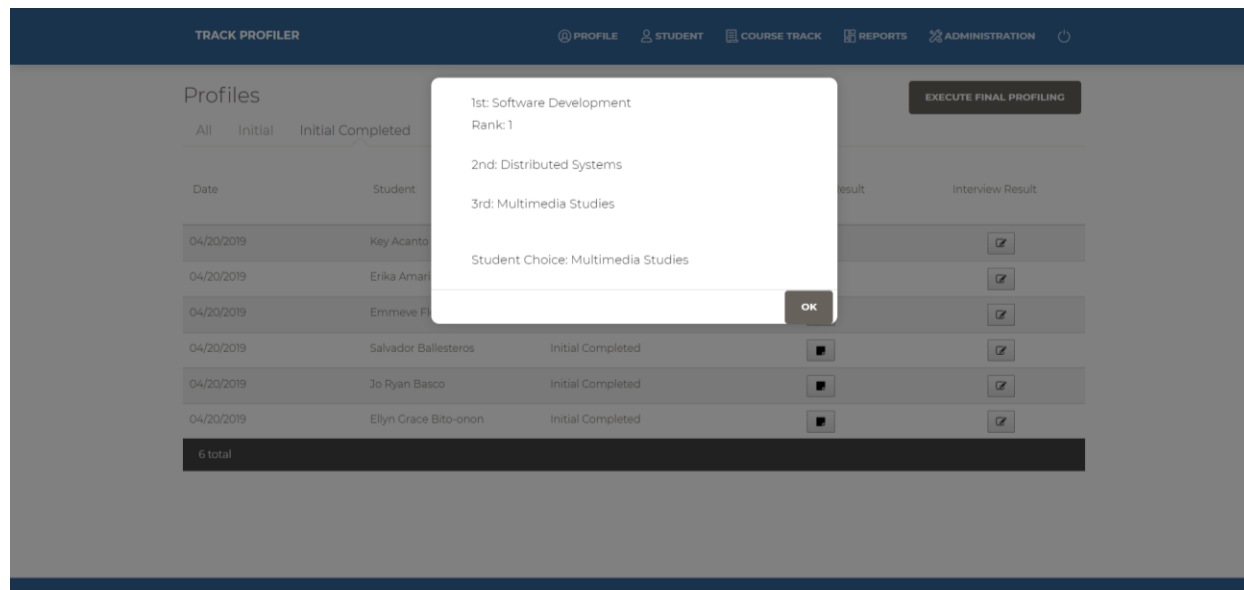 TRACK PROFILER PROFILE STUDENT COURSE TRACK REPORTS ADMINISTRATION
Profiles EXECUTE FINAL PROFILING
All Initial Initial Completed
1st: Software Development
Rank: 1
2nd: Distributed Systems
3rd: Multimedia Studies
Student Choice: Multimedia Studies
OK
Date Student Interview Result
04/20/2019 Key Acanto
04/20/2019 Erika
04/20/2019 Emmeve
04/20/2019 Salvador Ballesteros Initial Completed
04/20/2019 Jo Ryan Basco Initial Completed
04/20/2019 Ellyn Grace Bito-onon Initial Completed
6 total